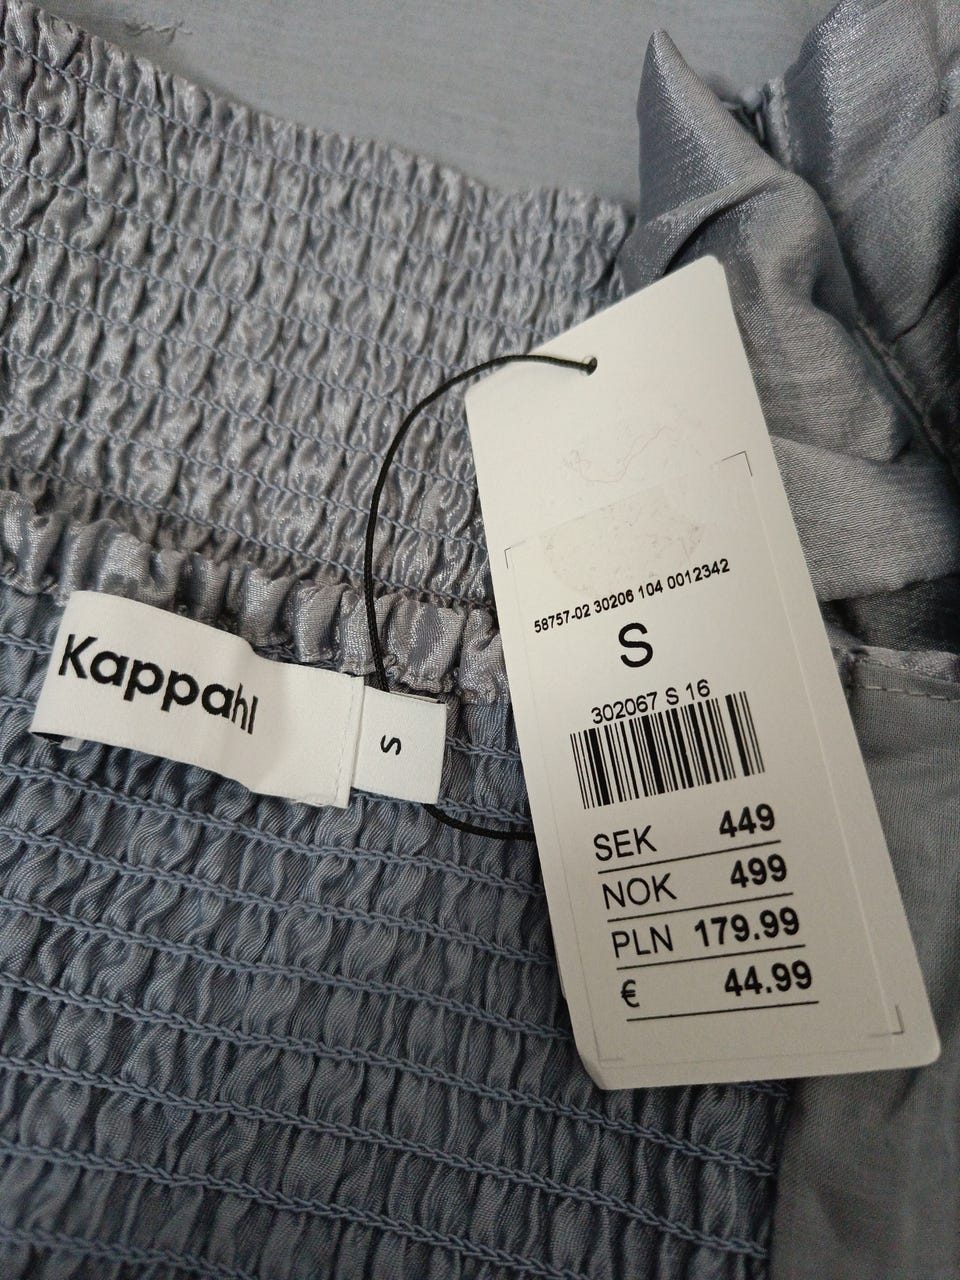 Kappahl
S
58757-02 30206 104 0012342
S
302067 S 16
SEK 449
NOK 499
PLN 179.99
€ 44.99